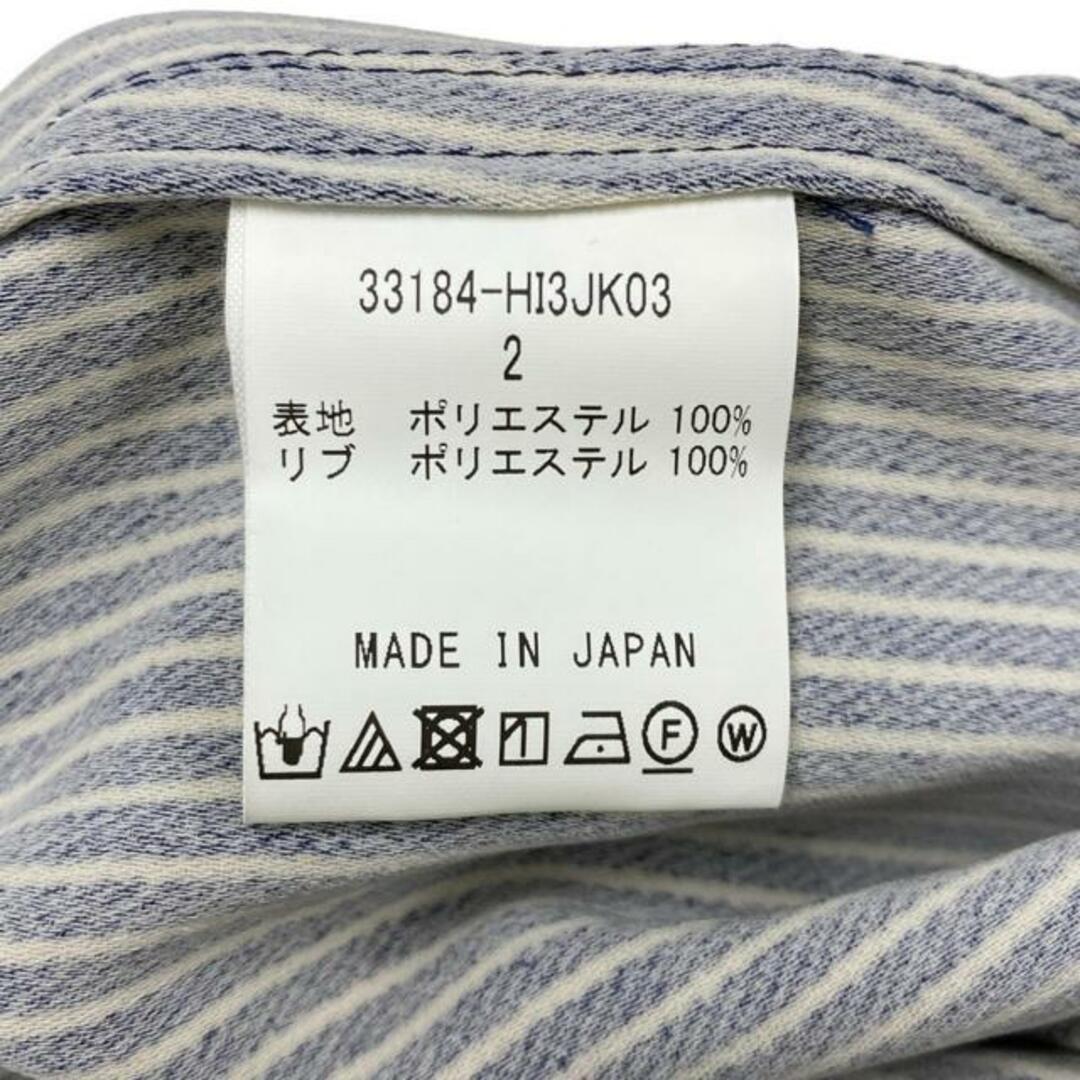 33184-HI3JK03
2
表地 ポリエステル 100%
リブ ポリエステル 100%
MADE IN JAPAN
F W